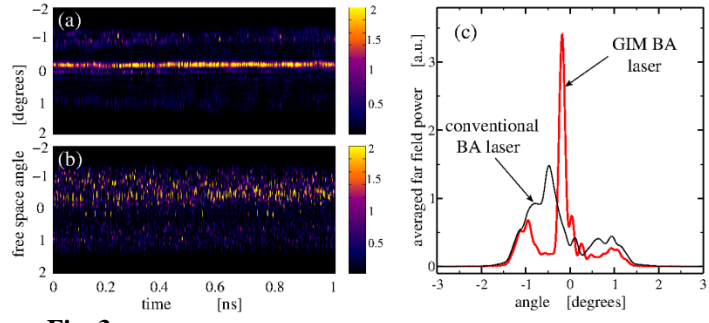 (a)
−2
−1
0
1
2
[degrees]
2
1.5
1
0.5
(b)
−2
−1
0
1
2
free space angle
2
1.5
1
0.5
0
0.2
0.4
0.6
0.8
1
time [ns]
(c)
GIM BA
laser
conventional
BA laser
averaged far field power [a.u.]
3
2
1
0
-3
-2
-1
0
1
2
3
angle [degrees]